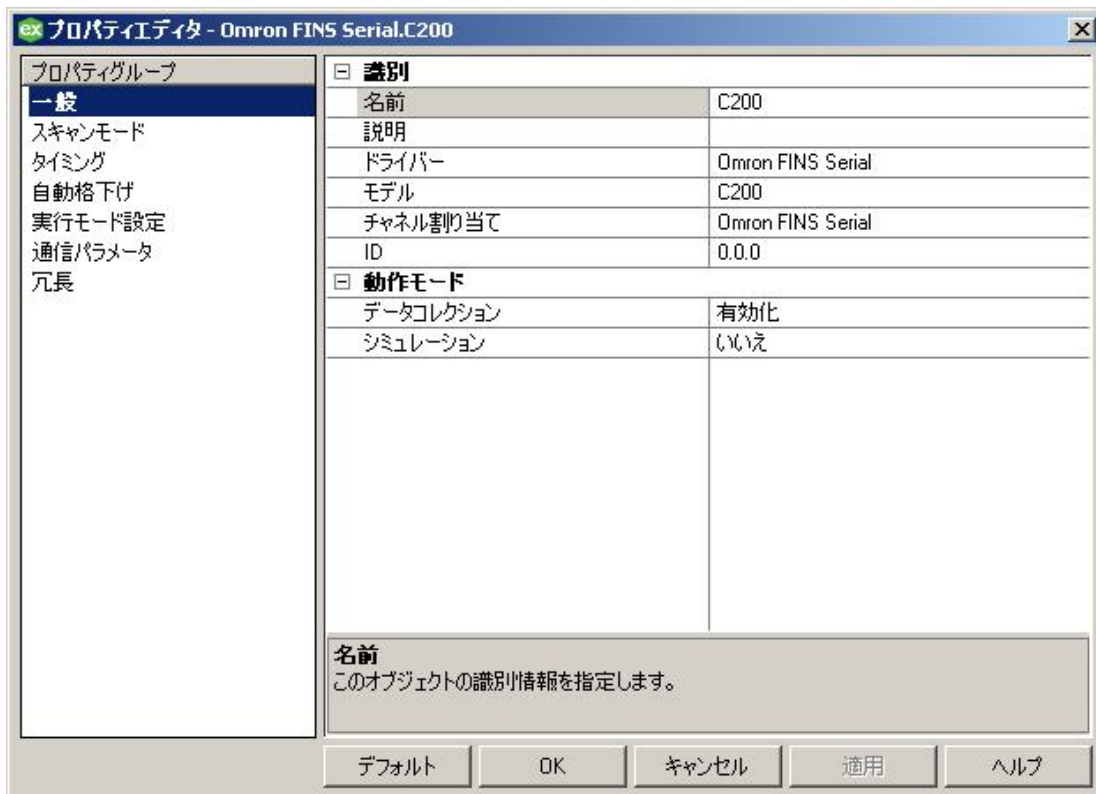 ex プロパティエディタ - Omron FINS Serial.C200
プロパティグループ
一般
スキャンモード
タイミング
自動格下げ
実行モード設定
通信パラメータ
冗長
識別
名前 C200
説明
ドライバー Omron FINS Serial
モデル C200
チャネル割り当て Omron FINS Serial
ID 0.0.0
動作モード
データコレクション 有効化
シミュレーション いいえ
名前
このオブジェクトの識別情報を指定します。
デフォルト OK キャンセル 適用 ヘルプ